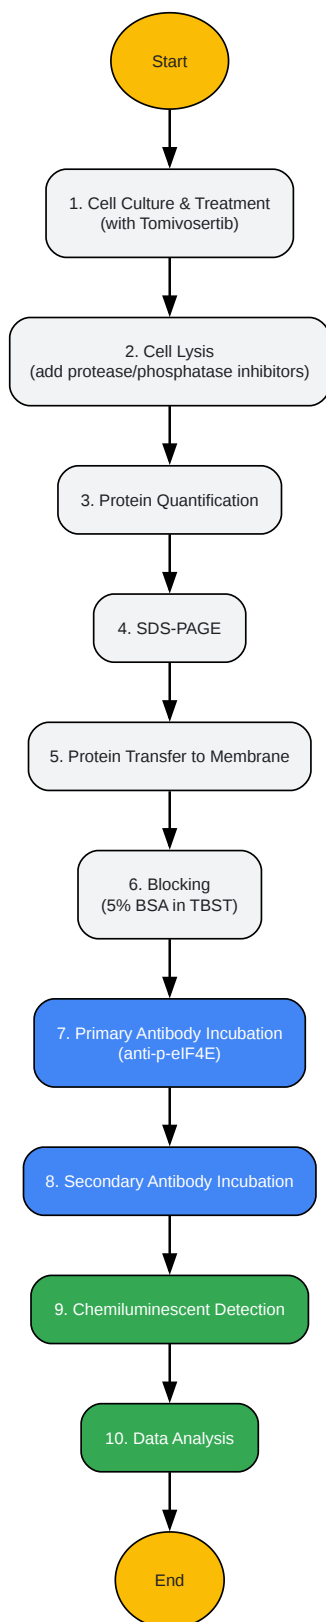 Start
1. Cell Culture & Treatment
(with Tomivosertib)
2. Cell Lysis
(add protease/phosphatase inhibitors)
3. Protein Quantification
4. SDS-PAGE
5. Protein Transfer to Membrane
6. Blocking
(5% BSA in TBST)
7. Primary Antibody Incubation
(anti-p-eIF4E)
8. Secondary Antibody Incubation
9. Chemiluminescent Detection
10. Data Analysis
End